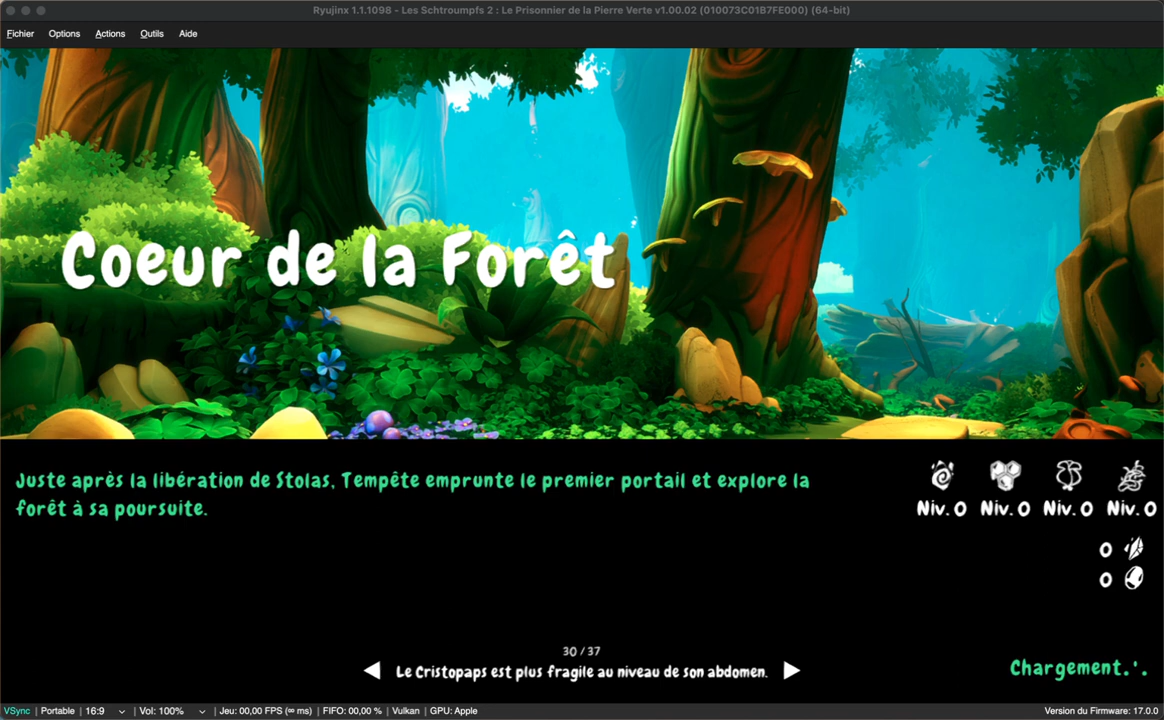 Ryujinx 1.1.1098 - Les Schtroumpfs 2 : Le Prisonnier de la Pierre Verte v1.00.02 (010073C01B7FE000) (64-bit)
Fichier Options Actions Outils Aide
Coeur de la Forêt
Juste après la libération de Stolas, Tempête emprunte le premier portail et explore la
forêt à sa poursuite.
Niv. 0 Niv. 0 Niv. 0 Niv. 0
0
0
30 / 37
Le Cristopaps est plus fragile au niveau de son abdomen.
Chargement...
VSync | Portable | 16:9 Vol: 100% | Jeu: 00,00 FPS (∞ ms) | FIFO: 00,00 % | Vulkan | GPU: Apple Version du Firmware: 17.0.0